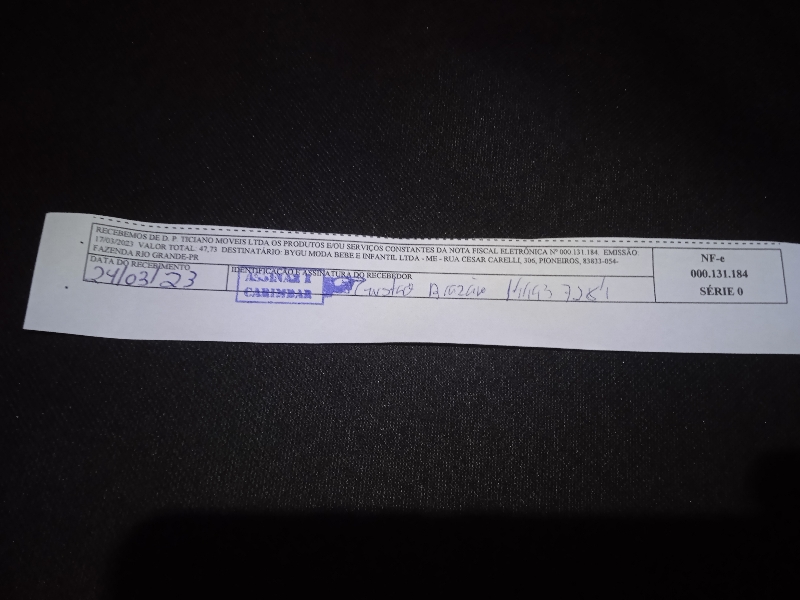 RECEBEMOS DE D. P. TICIANO MOVEIS LTDA OS PRODUTOS E/OU SERVIÇOS CONSTANTES DA NOTA FISCAL ELETRÔNICA Nº 000.131.184. EMISSÃO
17/03/2023 VALOR TOTAL: 47,73 DESTINATÁRIO: BYGU MODA BEBE E INFANTIL LTDA - ME - RUA CESAR CARELLI, 306, PIONEIROS, 83833-054-
FAZENDA RIO GRANDE-PR
DATA DO RECEBIMENTO
24/03/23
IDENTIFICAÇÃO E ASSINATURA DO RECEBEDOR
ASSINAR E
CARIMBAR
NF-e
000.131.184
SÉRIE 0